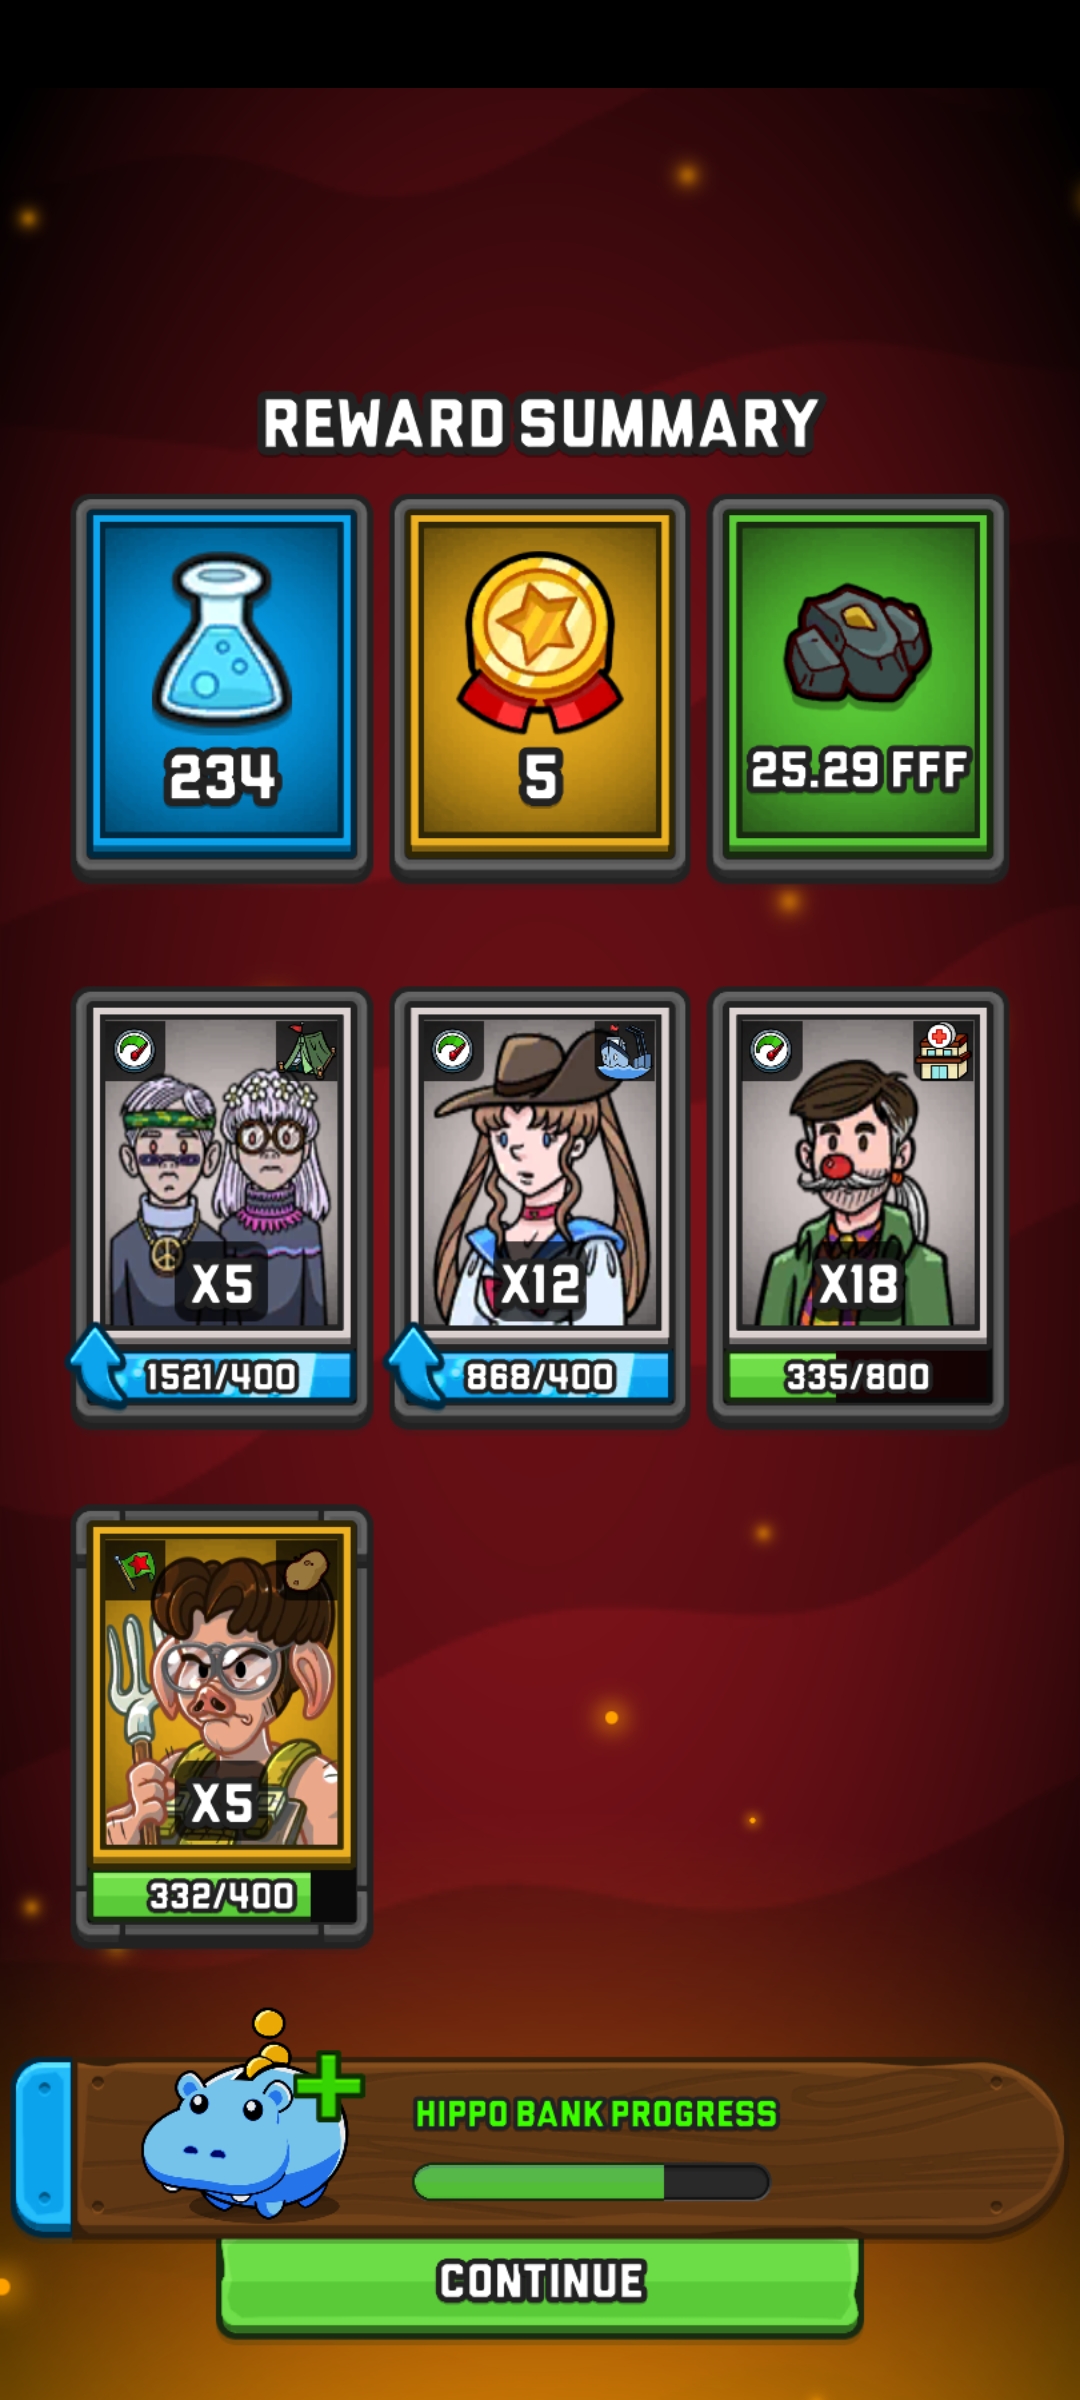 REWARD SUMMARY
234
5
25.29 FFF
X5
X12
X18
1521/400
868/400
335/800
X5
332/400
HIPPO BANK PROGRESS
CONTINUE